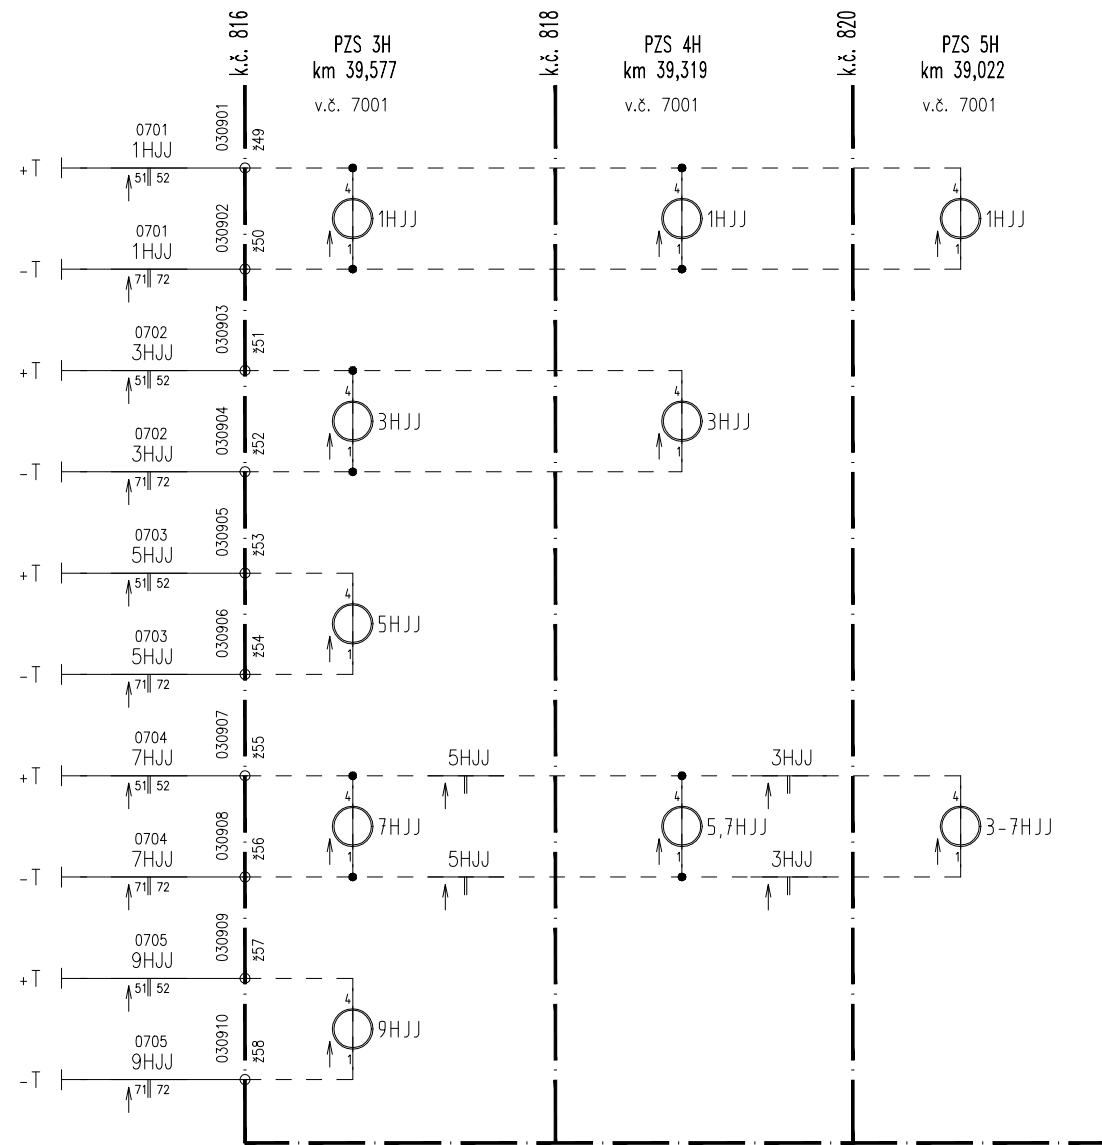 k.č. 816
k.č. 818
k.č. 820
PZS 3H
km 39,577
v.č. 7001
PZS 4H
km 39,319
v.č. 7001
PZS 5H
km 39,022
v.č. 7001
+T
0701
1HJJ
51 52
030901
ž49
4
1HJJ
1
4
1HJJ
1
4
1HJJ
1
-T
0701
1HJJ
71 72
030902
ž50
+T
0702
3HJJ
51 52
030903
ž51
4
3HJJ
1
4
3HJJ
1
-T
0702
3HJJ
71 72
030904
ž52
+T
0703
5HJJ
51 52
030905
ž53
4
5HJJ
1
-T
0703
5HJJ
71 72
030906
ž54
+T
0704
7HJJ
51 52
030907
ž55
5HJJ
3HJJ
4
7HJJ
1
4
5,7HJJ
1
4
3-7HJJ
1
-T
0704
7HJJ
71 72
030908
ž56
5HJJ
3HJJ
+T
0705
9HJJ
51 52
030909
ž57
4
9HJJ
1
-T
0705
9HJJ
71 72
030910
ž58